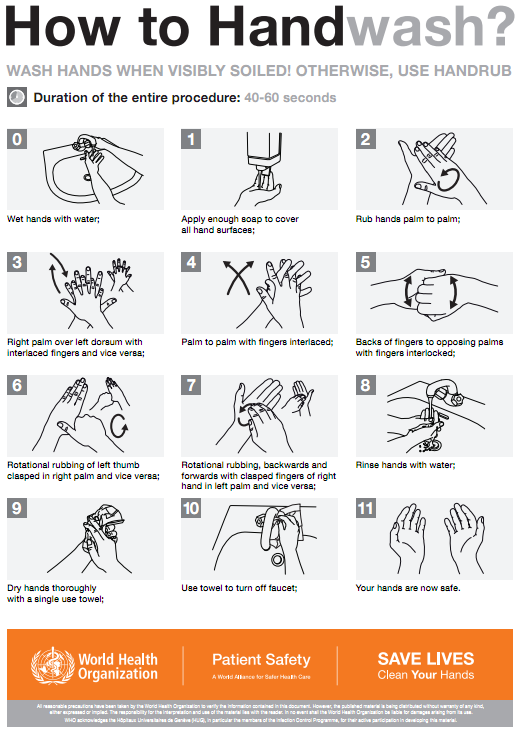 How to Handwash?
WASH HANDS WHEN VISIBLY SOILED! OTHERWISE, USE HANDRUB
Duration of the entire procedure: 40-60 seconds
0
Wet hands with water;
1
Apply enough soap to cover
all hand surfaces;
2
Rub hands palm to palm;
3
Right palm over left dorsum with
interlaced fingers and vice versa;
4
Palm to palm with fingers interlaced;
5
Backs of fingers to opposing palms
with fingers interlocked;
6
Rotational rubbing of left thumb
clasped in right palm and vice versa;
7
Rotational rubbing, backwards and
forwards with clasped fingers of right
hand in left palm and vice versa;
8
Rinse hands with water;
9
Dry hands thoroughly
with a single use towel;
10
Use towel to turn off faucet;
11
Your hands are now safe.
World Health
Organization
Patient Safety
A World Alliance for Safer Health Care
SAVE LIVES
Clean Your Hands
All reasonable precautions have been taken by the World Health Organization to verify the information contained in this document. However, the published material is being distributed without warranty of any kind,
either expressed or implied. The responsibility for the interpretation and use of the material lies with the reader. In no event shall the World Health Organization be liable for damages arising from its use.
WHO acknowledges the Hôpitaux Universitaires de Genève (HUG), in particular the members of the Infection Control Programme, for their active participation in developing this material.